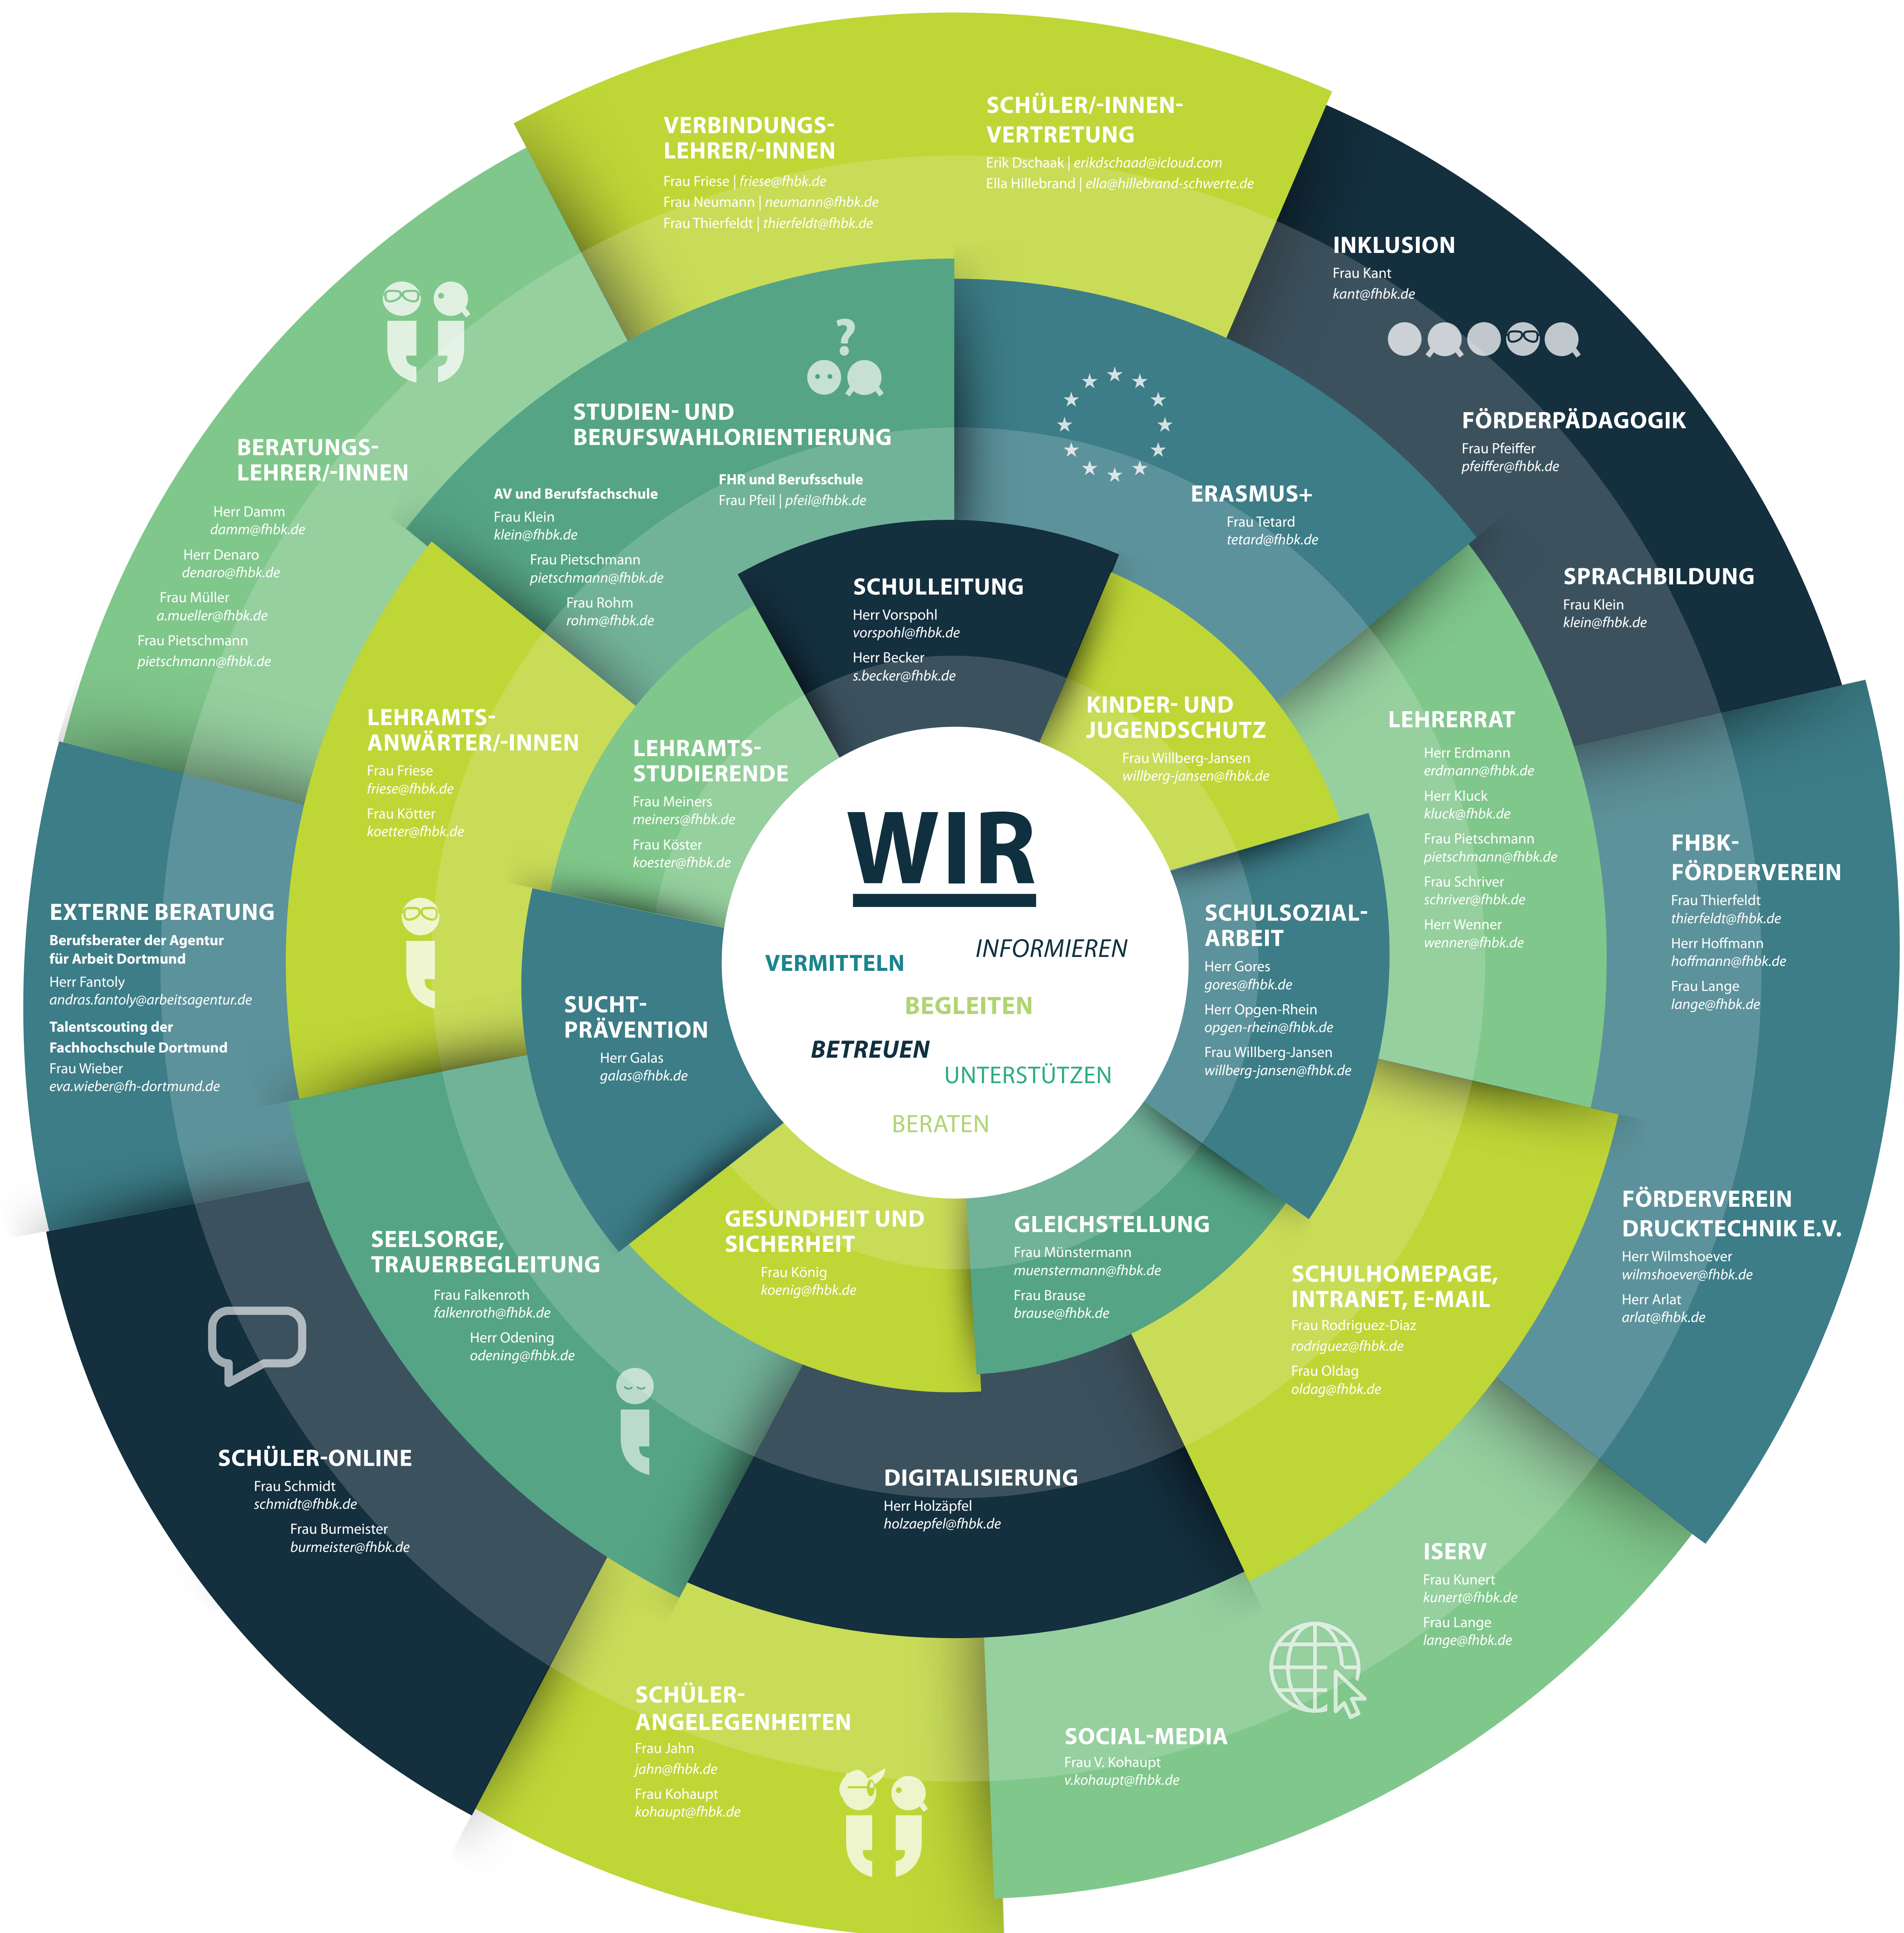 VERBINDUNGS-
LEHRER/-INNEN
Frau Friese | friese@fhbk.de
Frau Neumann | neumann@fhbk.de
Frau Thierfeldt | thierfeldt@fhbk.de
SCHÜLER/-INNEN-
VERTRETUNG
Erik Dschaak | erikdschaad@icloud.com
Ella Hillebrand | ella@hillebrand-schwerte.de
INKLUSION
Frau Kant
kant@fhbk.de
FÖRDERPÄDAGOGIK
Frau Pfeiffer
pfeiffer@fhbk.de
SPRACHBILDUNG
Frau Klein
klein@fhbk.de
BERATUNGS-
LEHRER/-INNEN
Herr Damm
damm@fhbk.de
Herr Denaro
denaro@fhbk.de
Frau Müller
a.mueller@fhbk.de
Frau Pietschmann
pietschmann@fhbk.de
?
STUDIEN- UND
BERUFSWAHLORIENTIERUNG
AV und Berufsfachschule
Frau Klein
klein@fhbk.de
Frau Pietschmann
pietschmann@fhbk.de
Frau Rohm
rohm@fhbk.de
FHR und Berufsschule
Frau Pfeil | pfeil@fhbk.de
ERASMUS+
Frau Tetard
tetard@fhbk.de
SCHULLEITUNG
Herr Vorspohl
vorspohl@fhbk.de
Herr Becker
s.becker@fhbk.de
KINDER- UND
JUGENDSCHUTZ
Frau Willberg-Jansen
willberg-jansen@fhbk.de
LEHRERRAT
Herr Erdmann
erdmann@fhbk.de
Herr Kluck
kluck@fhbk.de
Frau Pietschmann
pietschmann@fhbk.de
Frau Schriver
schriver@fhbk.de
Herr Wenner
wenner@fhbk.de
LEHRAMTS-
ANWÄRTER/-INNEN
Frau Friese
friese@fhbk.de
Frau Kötter
koetter@fhbk.de
LEHRAMTS-
STUDIERENDE
Frau Meiners
meiners@fhbk.de
Frau Köster
koester@fhbk.de
WIR
INFORMIEREN
VERMITTELN
BEGLEITEN
BETREUEN
UNTERSTÜTZEN
BERATEN
FHBK-
FÖRDERVEREIN
Frau Thierfeldt
thierfeldt@fhbk.de
Herr Hoffmann
hoffmann@fhbk.de
Frau Lange
lange@fhbk.de
EXTERNE BERATUNG
Berufsberater der Agentur
für Arbeit Dortmund
Herr Fantoly
andras.fantoly@arbeitsagentur.de
Talentscouting der
Fachhochschule Dortmund
Frau Wieber
eva.wieber@fh-dortmund.de
SCHULSOZIAL-
ARBEIT
Herr Gores
gores@fhbk.de
Herr Opgen-Rhein
opgen-rhein@fhbk.de
Frau Willberg-Jansen
willberg-jansen@fhbk.de
SUCHT-
PRÄVENTION
Herr Galas
galas@fhbk.de
GESUNDHEIT UND
SICHERHEIT
Frau König
koenig@fhbk.de
GLEICHSTELLUNG
Frau Münstermann
muenstermann@fhbk.de
Frau Brause
brause@fhbk.de
FÖRDERVEREIN
DRUCKTECHNIK E.V.
Herr Wilmshoever
wilmshoever@fhbk.de
Herr Arlat
arlat@fhbk.de
SEELSORGE,
TRAUERBEGLEITUNG
Frau Falkenroth
falkenroth@fhbk.de
Herr Odening
odening@fhbk.de
SCHULHOMEPAGE,
INTRANET, E-MAIL
Frau Rodriguez-Diaz
rodriguez@fhbk.de
Frau Oldag
oldag@fhbk.de
SCHÜLER-ONLINE
Frau Schmidt
schmidt@fhbk.de
Frau Burmeister
burmeister@fhbk.de
DIGITALISIERUNG
Herr Holzäpfel
holzaepfel@fhbk.de
ISERV
Frau Kunert
kunert@fhbk.de
Frau Lange
lange@fhbk.de
SCHÜLER-
ANGELEGENHEITEN
Frau Jahn
jahn@fhbk.de
Frau Kohaupt
kohaupt@fhbk.de
SOCIAL-MEDIA
Frau V. Kohaupt
v.kohaupt@fhbk.de